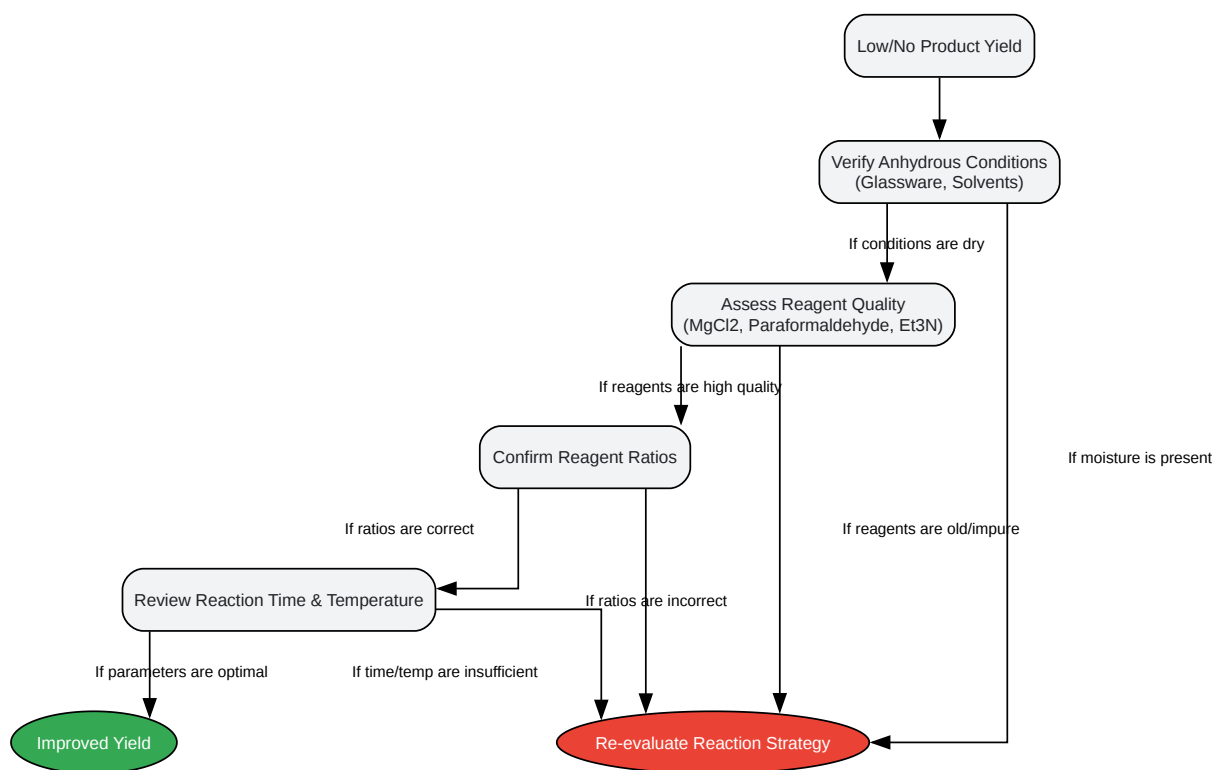 Low/No Product Yield
Verify Anhydrous Conditions
(Glassware, Solvents)
If conditions are dry
Assess Reagent Quality
(MgCl2, Paraformaldehyde, Et3N)
If reagents are high quality
Confirm Reagent Ratios
If moisture is present
If ratios are correct
If reagents are old/impure
Review Reaction Time & Temperature
If ratios are incorrect
If parameters are optimal
If time/temp are insufficient
Improved Yield
Re-evaluate Reaction Strategy